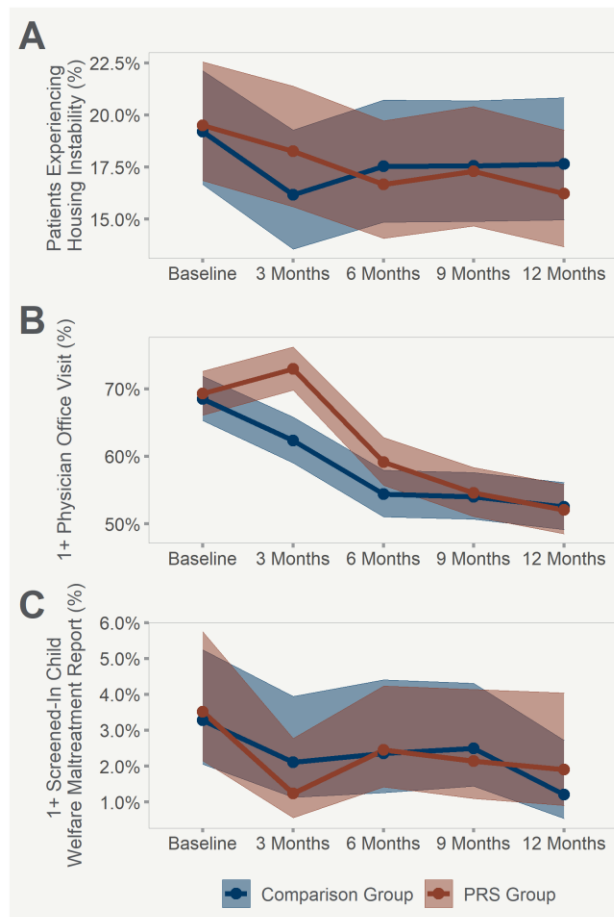 A
Patients Experiencing
Housing Instability (%)
22.5%
20.0%
17.5%
15.0%
Baseline 3 Months 6 Months 9 Months 12 Months
B
1+ Physician Office Visit (%)
70%
60%
50%
Baseline 3 Months 6 Months 9 Months 12 Months
C
1+ Screened-In Child
Welfare Maltreatment Report (%)
6.0%
5.0%
4.0%
3.0%
2.0%
1.0%
Baseline 3 Months 6 Months 9 Months 12 Months
Comparison Group PRS Group